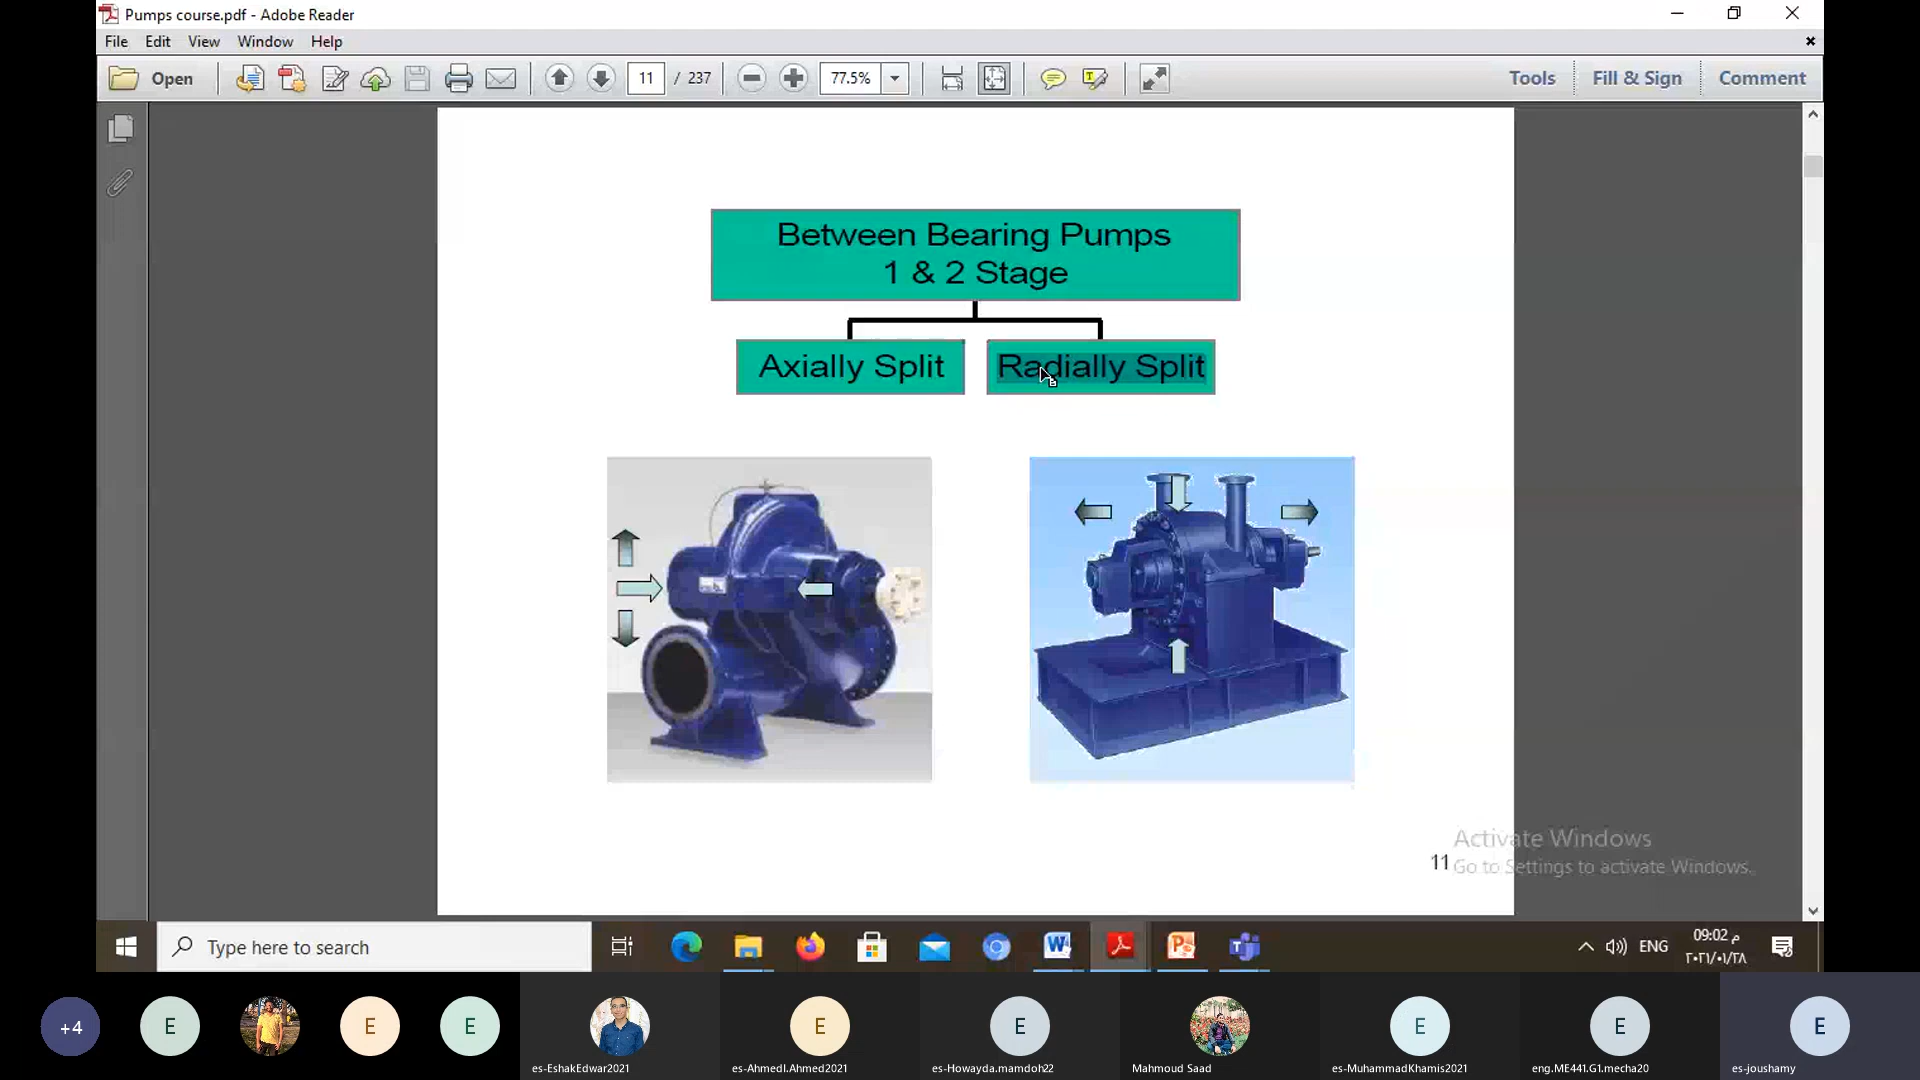 Pumps course.pdf - Adobe Reader
File Edit View Window Help
Open 11 / 237 77.5% Tools Fill & Sign Comment
Between Bearing Pumps
1 & 2 Stage
Axially Split
Radially Split
Activate Windows
11
Go to Settings to activate Windows.
Type here to search
ENG
09:02 م
٢٠٢١/٠١/٢٨
+4
E
E
E
E
E
E
E
E
es-EshakEdwar2021
es-AhmedI.Ahmed2021
es-Howayda.mamdoh22
Mahmoud Saad
es-MuhammadKhamis2021
eng.ME441.G1.mecha20
es-joushamy